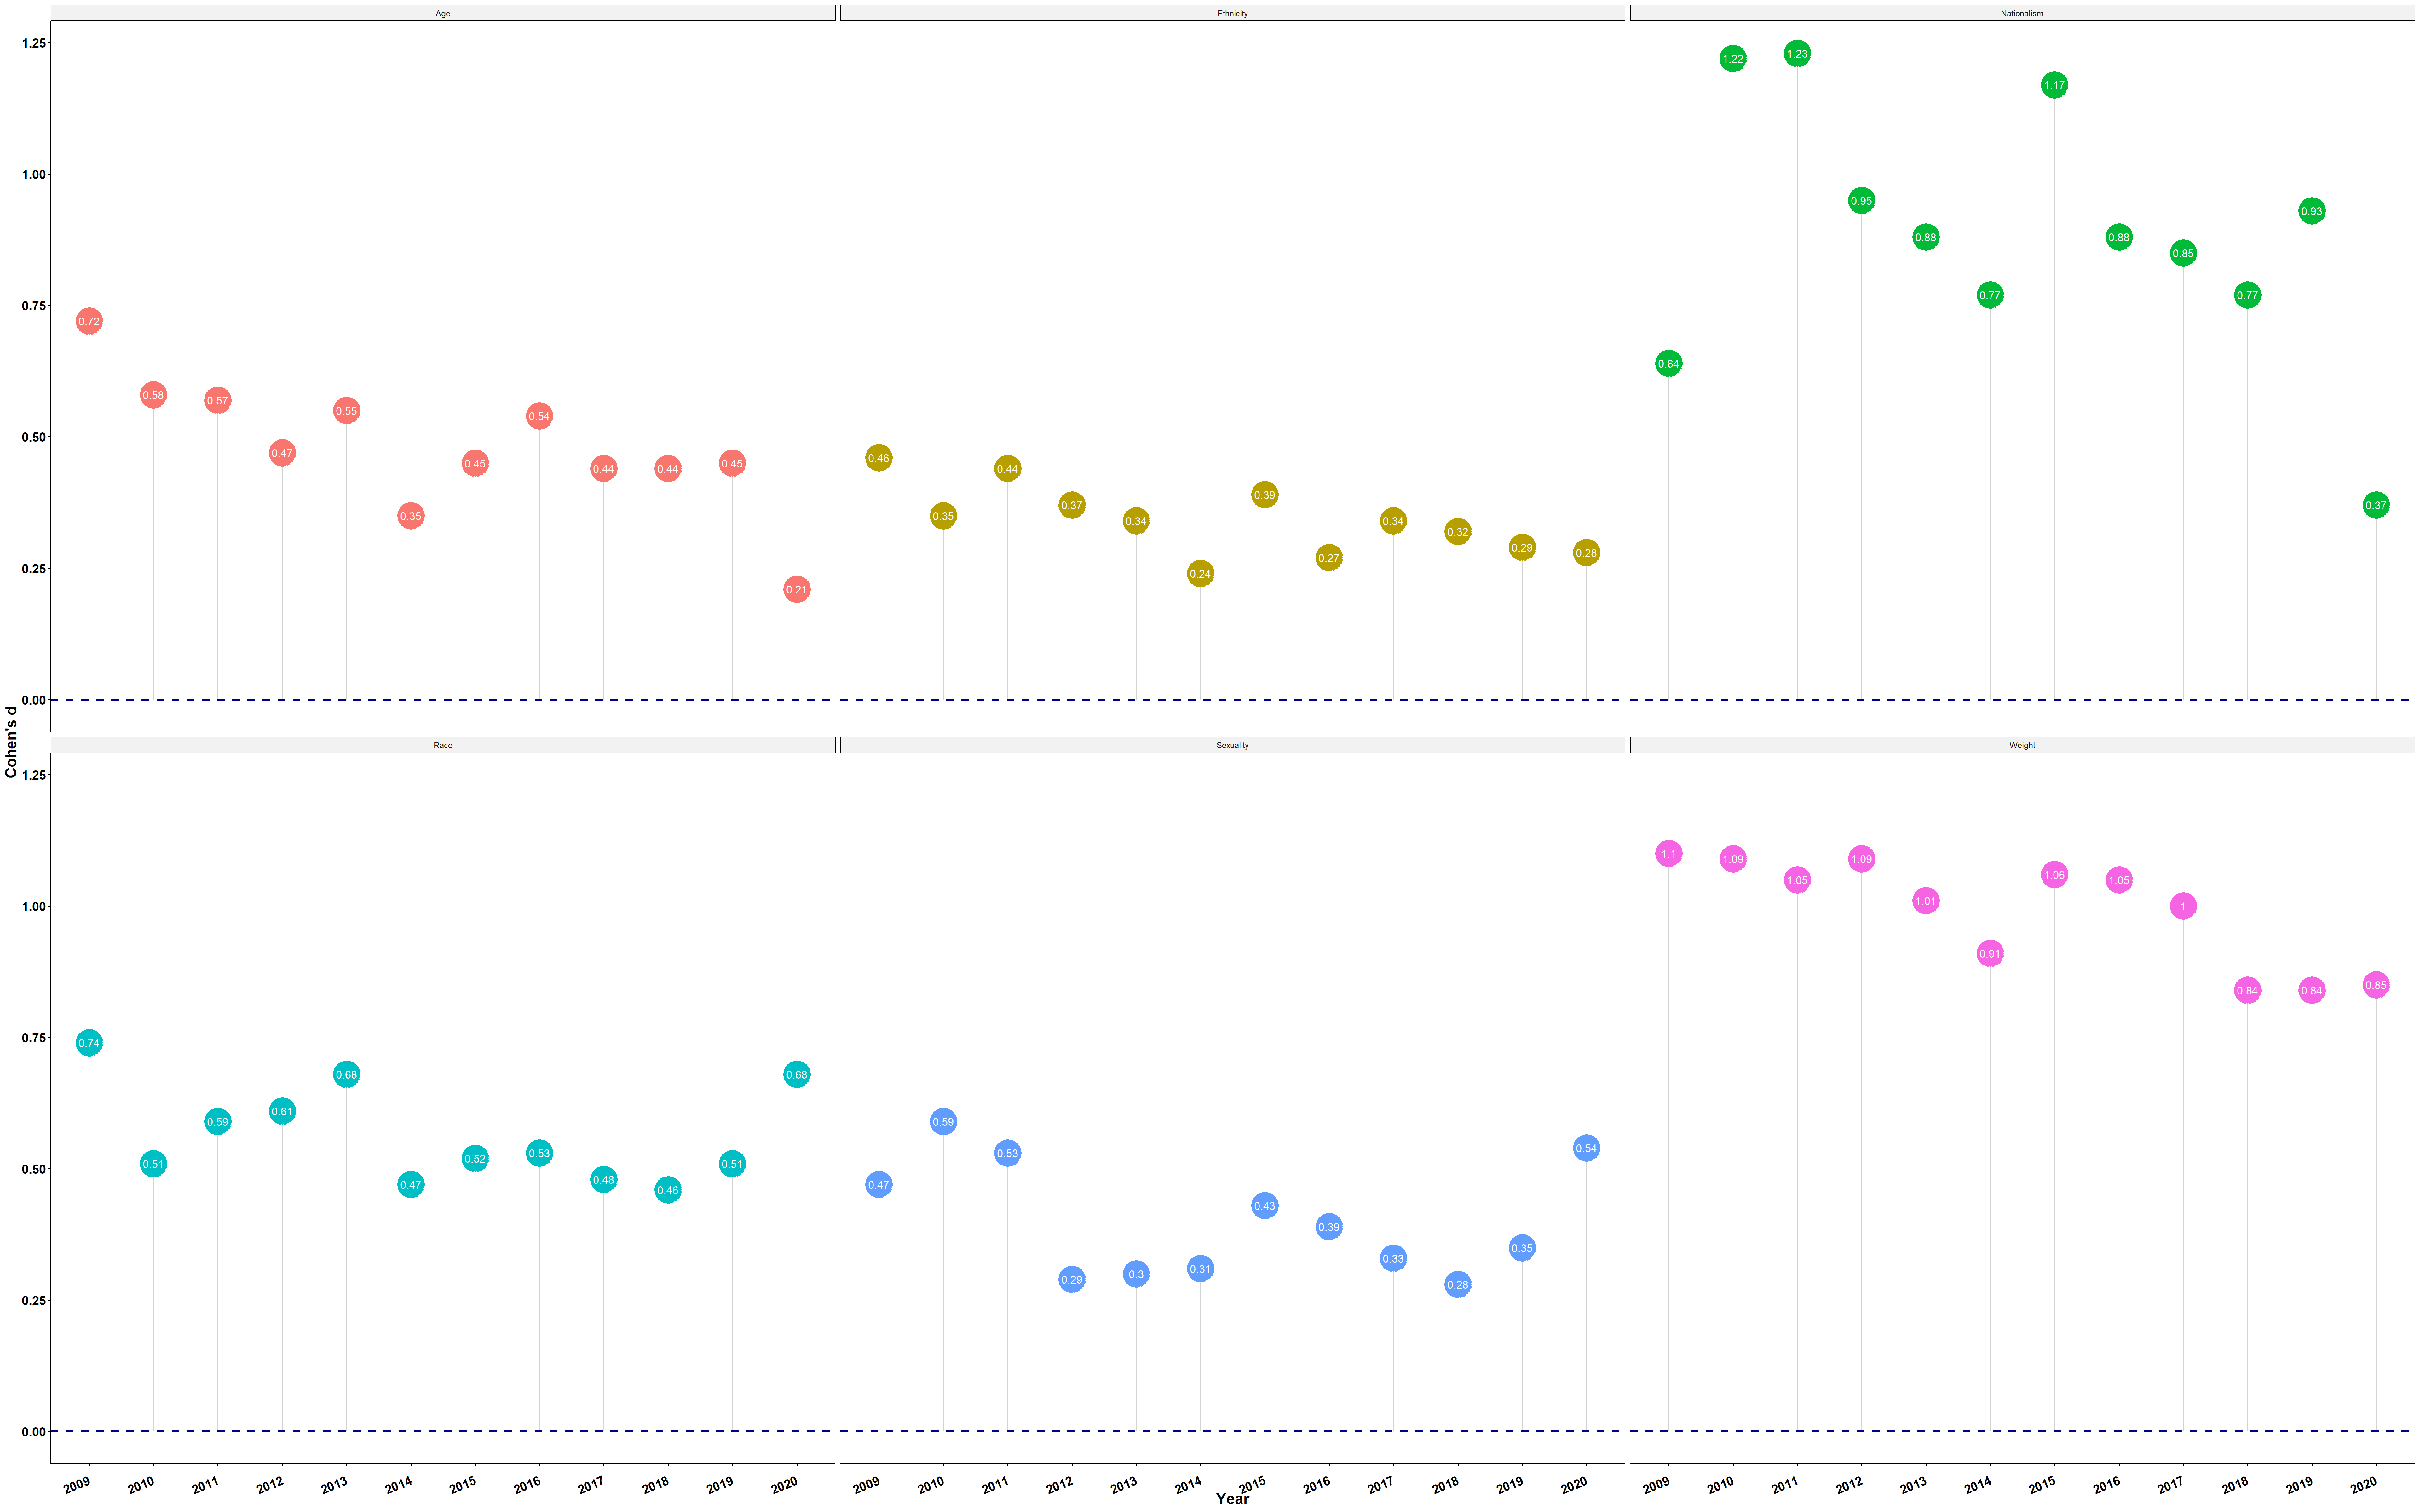 Age Ethnicity Nationalism
1.25
1.00
0.75
0.50
0.25
0.00
0.72 0.58 0.57 0.47 0.55 0.35 0.45 0.54 0.44 0.44 0.45 0.21
0.46 0.35 0.44 0.37 0.34 0.24 0.39 0.27 0.34 0.32 0.29 0.28
0.64 1.22 1.23 0.95 0.88 0.77 1.17 0.88 0.85 0.77 0.93 0.37
Cohen's d
Race Sexuality Weight
1.25
1.00
0.75
0.50
0.25
0.00
0.74 0.51 0.59 0.61 0.68 0.47 0.52 0.53 0.48 0.46 0.51 0.68
0.47 0.59 0.53 0.29 0.3 0.31 0.43 0.39 0.33 0.28 0.35 0.54
1.1 1.09 1.05 1.09 1.01 0.91 1.06 1.05 1 0.84 0.84 0.85
2009 2010 2011 2012 2013 2014 2015 2016 2017 2018 2019 2020
2009 2010 2011 2012 2013 2014 2015 2016 2017 2018 2019 2020
2009 2010 2011 2012 2013 2014 2015 2016 2017 2018 2019 2020
Year